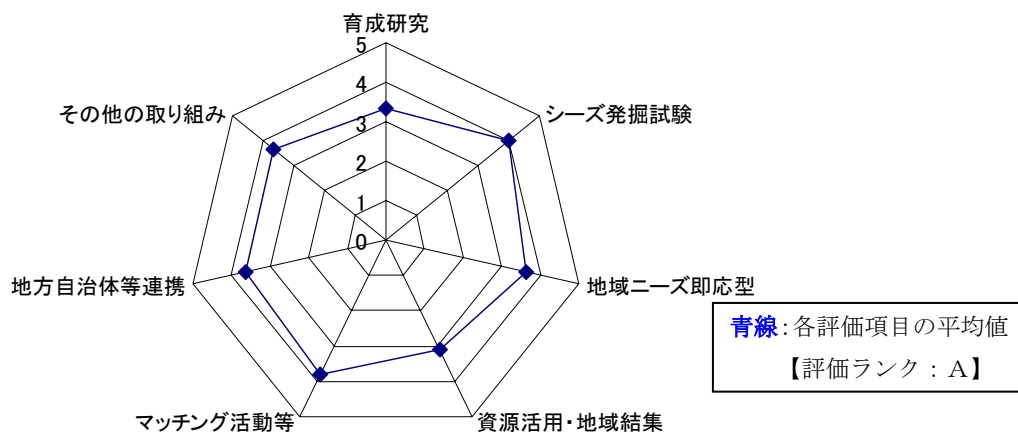 育成研究
5
4
3
2
1
0
その他の取り組み
シーズ発掘試験
地方自治体等連携
地域ニーズ即応型
マッチング活動等
資源活用・地域結集
青線:各評価項目の平均値
【評価ランク:A】